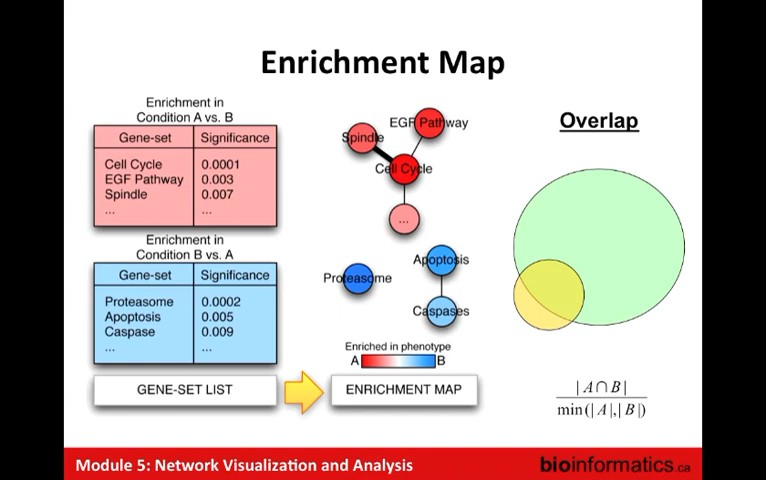 Enrichment Map
Enrichment in
Condition A vs. B
Gene-set Significance
Cell Cycle 0.0001
EGF Pathway 0.003
Spindle 0.007
... ...
Enrichment in
Condition B vs. A
Gene-set Significance
Proteasome 0.0002
Apoptosis 0.005
Caspase 0.009
... ...
GENE-SET LIST
EGF Pathway
Spindle
Cell Cycle
...
Apoptosis
Proteasome
Caspases
Enriched in phenotype
A B
ENRICHMENT MAP
Overlap
|A∩B|
min(|A|,|B|)
Module 5: Network Visualization and Analysis
bioinformatics.ca